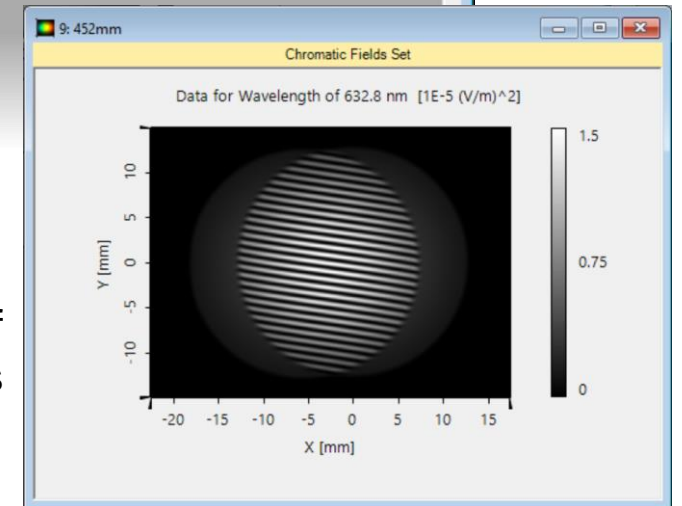 9: 452mm
Chromatic Fields Set
Data for Wavelength of 632.8 nm [1E-5 (V/m)^2]
Y [mm]
10
5
0
-5
-10
-20 -15 -10 -5 0 5 10 15
X [mm]
1.5
0.75
0